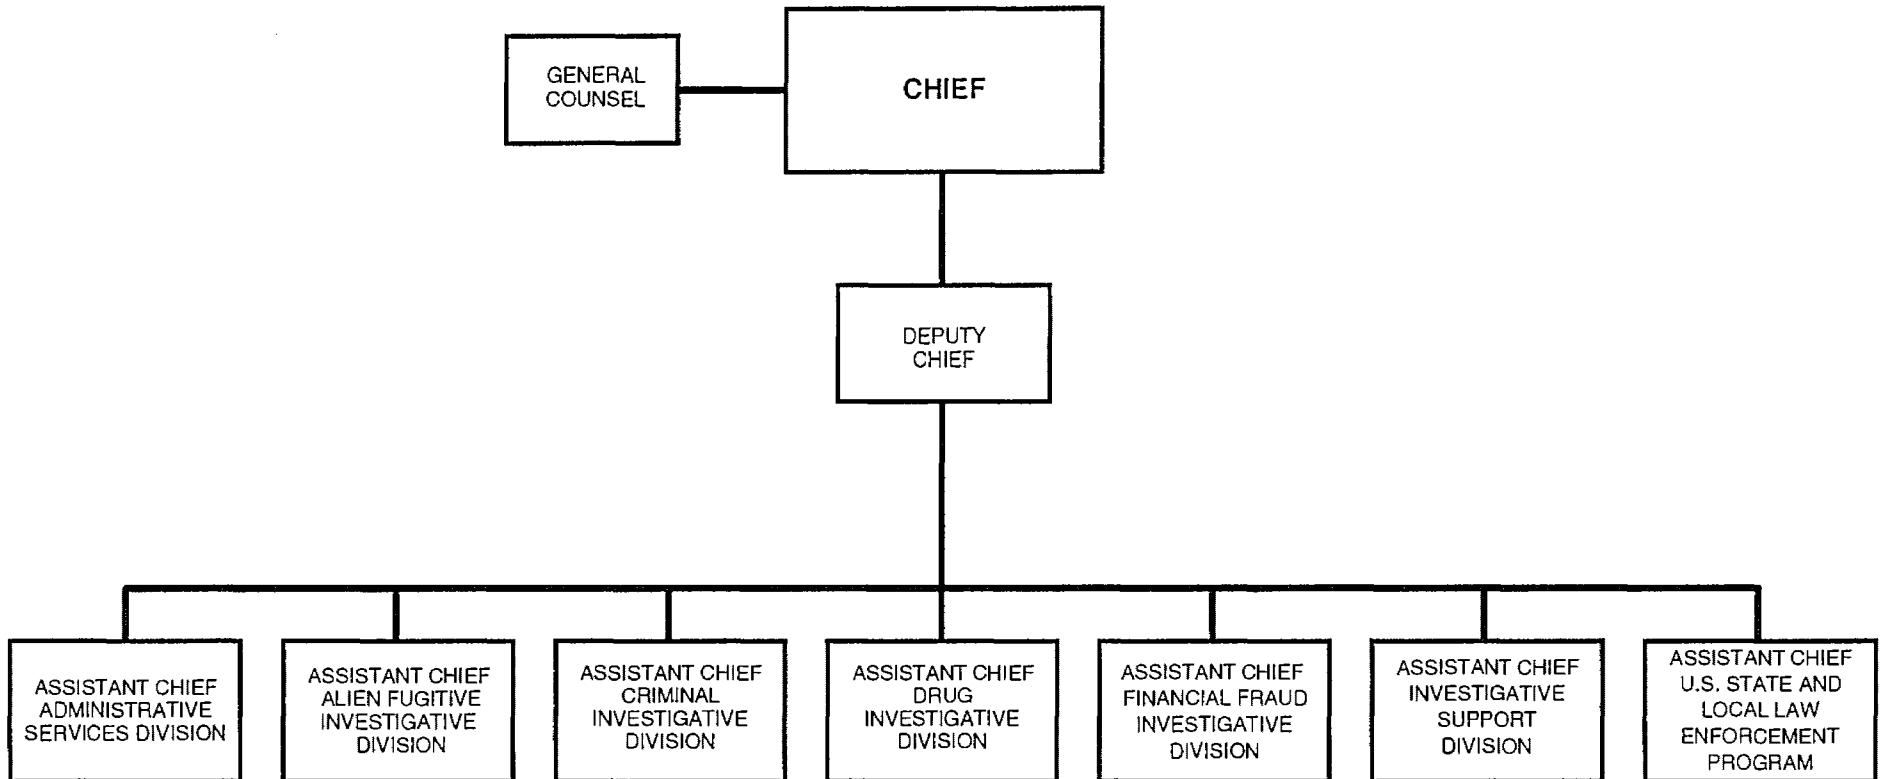 GENERAL
COUNSEL
CHIEF
DEPUTY
CHIEF
ASSISTANT CHIEF
ADMINISTRATIVE
SERVICES DIVISION
ASSISTANT CHIEF
ALIEN FUGITIVE
INVESTIGATIVE
DIVISION
ASSISTANT CHIEF
CRIMINAL
INVESTIGATIVE
DIVISION
ASSISTANT CHIEF
DRUG
INVESTIGATIVE
DIVISION
ASSISTANT CHIEF
FINANCIAL FRAUD
INVESTIGATIVE
DIVISION
ASSISTANT CHIEF
INVESTIGATIVE
SUPPORT
DIVISION
ASSISTANT CHIEF
U.S. STATE AND
LOCAL LAW
ENFORCEMENT
PROGRAM